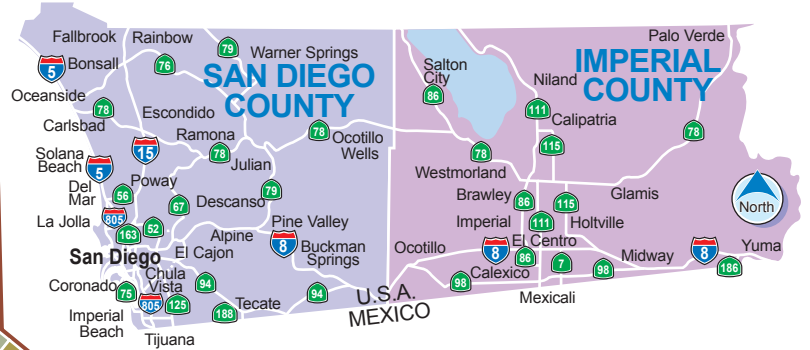 Fallbrook
Rainbow
79
Warner Springs
Palo Verde
5
Bonsall
76
SAN DIEGO
COUNTY
Salton
City
IMPERIAL
COUNTY
Niland
86
111
Calipatria
Oceanside
78
Carlsbad
Escondido
Ramona
78
Ocotillo
Wells
78
115
15
78
Julian
78
Westmorland
Solana
Beach
5
Del
Mar
56
Poway
67
Descanso
79
Brawley
86
115
Glamis
North
La Jolla
805
163
52
Alpine
Pine Valley
8
Buckman
Springs
Imperial
111
Holtville
El Centro
San Diego
El Cajon
Ocotillo
8
86
7
98
Midway
8
Yuma
186
Coronado
75
Chula
Vista
94
94
98
Calexico
805
125
188
Tecate
U.S.A.
MEXICO
Mexicali
Imperial
Beach
Tijuana